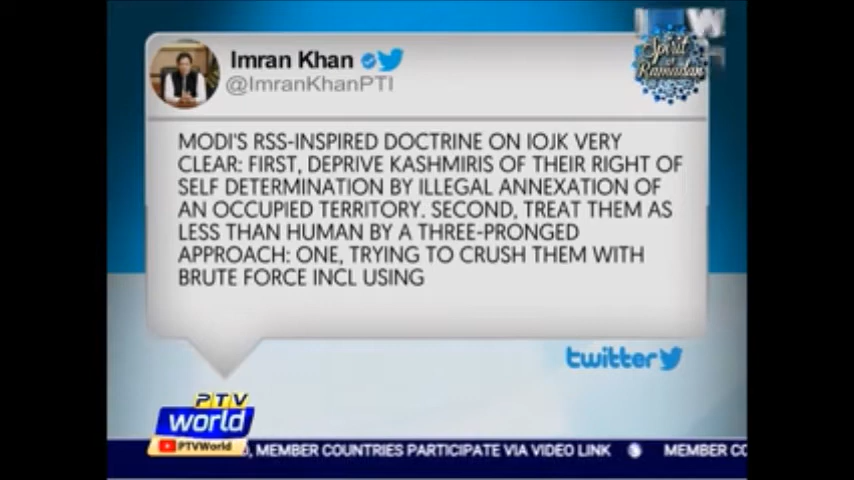 Imran Khan
@ImranKhanPTI
Spirit of
Ramadan
MODI'S RSS-INSPIRED DOCTRINE ON IOJK VERY
CLEAR: FIRST, DEPRIVE KASHMIRIS OF THEIR RIGHT OF
SELF DETERMINATION BY ILLEGAL ANNEXATION OF
AN OCCUPIED TERRITORY. SECOND, TREAT THEM AS
LESS THAN HUMAN BY A THREE-PRONGED
APPROACH: ONE, TRYING TO CRUSH THEM WITH
BRUTE FORCE INCL USING
twitter
PTV
world
PTVWorld
, MEMBER COUNTRIES PARTICIPATE VIA VIDEO LINK MEMBER CO